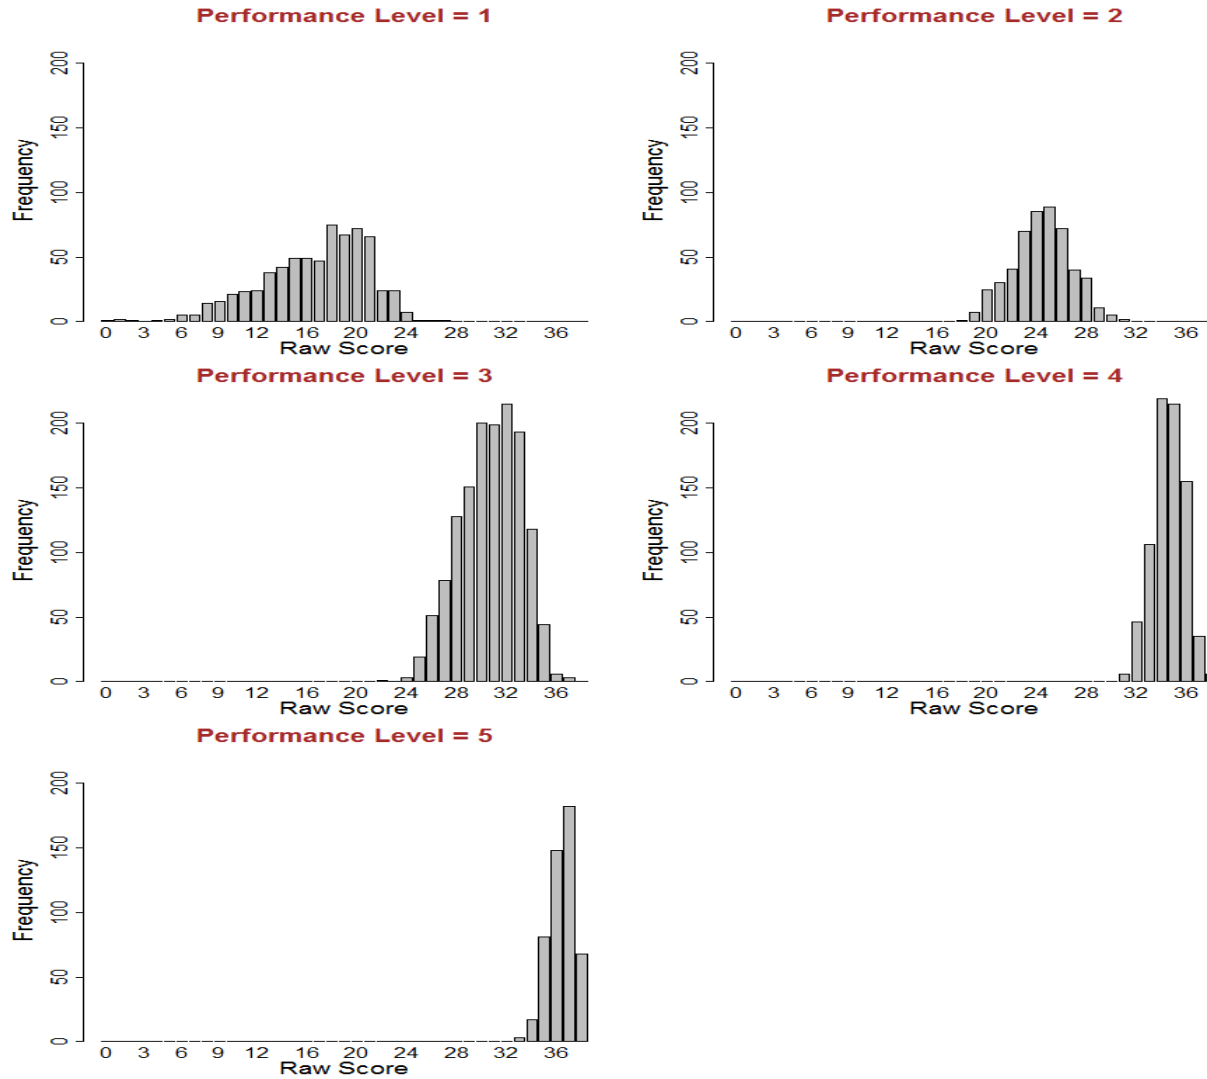 Performance Level = 1
Frequency
0 50 100 150 200
0 3 6 9 12 16 20 24 28 32 36
Raw Score
Performance Level = 2
Frequency
0 50 100 150 200
0 3 6 9 12 16 20 24 28 32 36
Raw Score
Performance Level = 3
Frequency
0 50 100 150 200
0 3 6 9 12 16 20 24 28 32 36
Raw Score
Performance Level = 4
Frequency
0 50 100 150 200
0 3 6 9 12 16 20 24 28 32 36
Raw Score
Performance Level = 5
Frequency
0 50 100 150 200
0 3 6 9 12 16 20 24 28 32 36
Raw Score